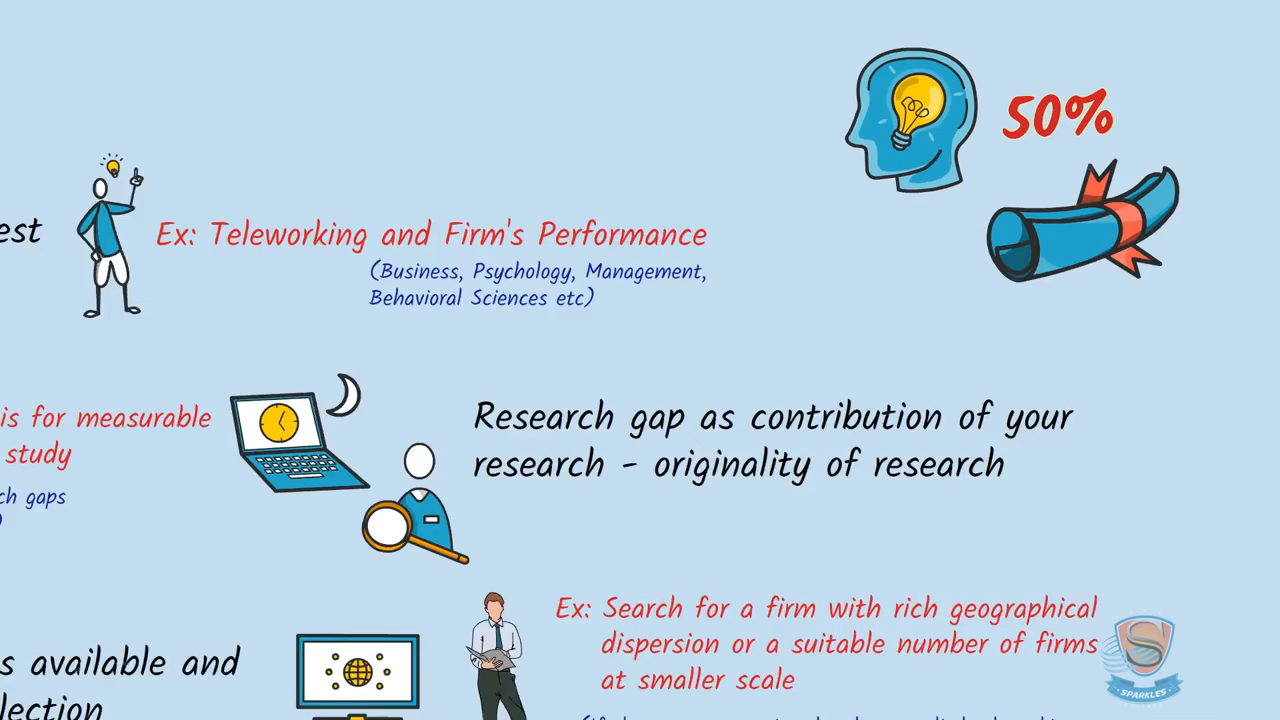 50%
est
Ex: Teleworking and Firm's Performance
(Business, Psychology, Management,
Behavioral Sciences etc)
is for measurable
study
ch gaps
)
Research gap as contribution of your
research - originality of research
Ex: Search for a firm with rich geographical
dispersion or a suitable number of firms
at smaller scale
s available and
lection
S
SPARKLES